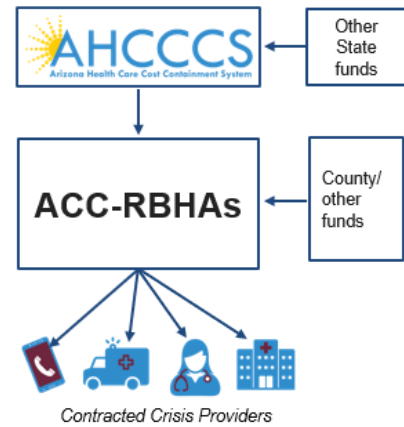 AHCCCS
Arizona Health Care Cost Containment System
Other
State
funds
ACC-RBHAs
County/
other
funds
Contracted Crisis Providers